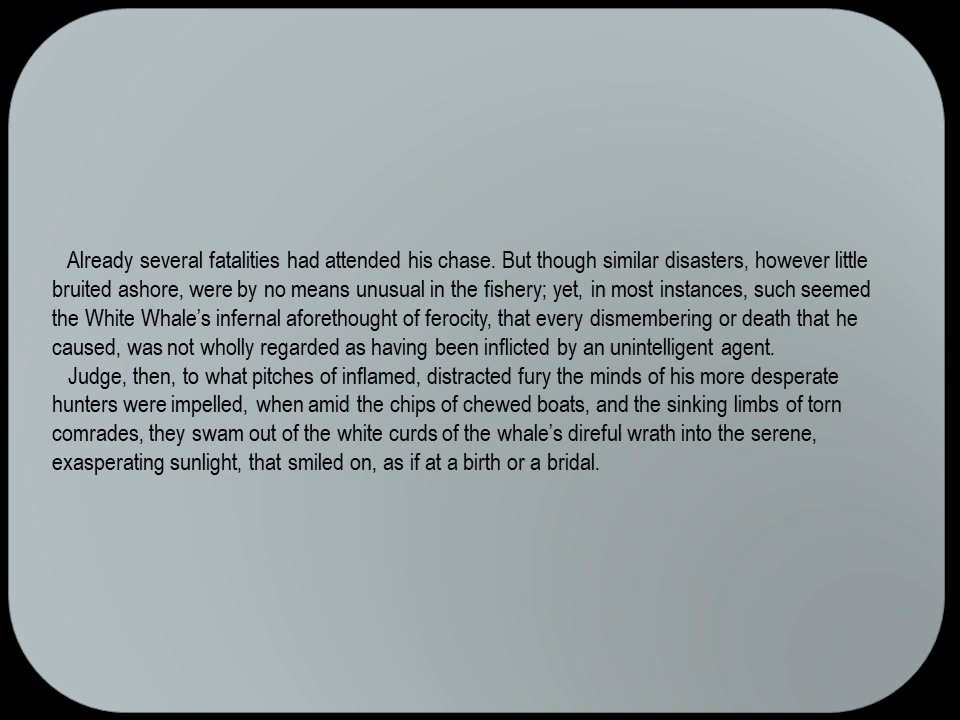 Already several fatalities had attended his chase. But though similar disasters, however little
bruited ashore, were by no means unusual in the fishery; yet, in most instances, such seemed
the White Whale’s infernal aforethought of ferocity, that every dismembering or death that he
caused, was not wholly regarded as having been inflicted by an unintelligent agent.
Judge, then, to what pitches of inflamed, distracted fury the minds of his more desperate
hunters were impelled, when amid the chips of chewed boats, and the sinking limbs of torn
comrades, they swam out of the white curds of the whale’s direful wrath into the serene,
exasperating sunlight, that smiled on, as if at a birth or a bridal.